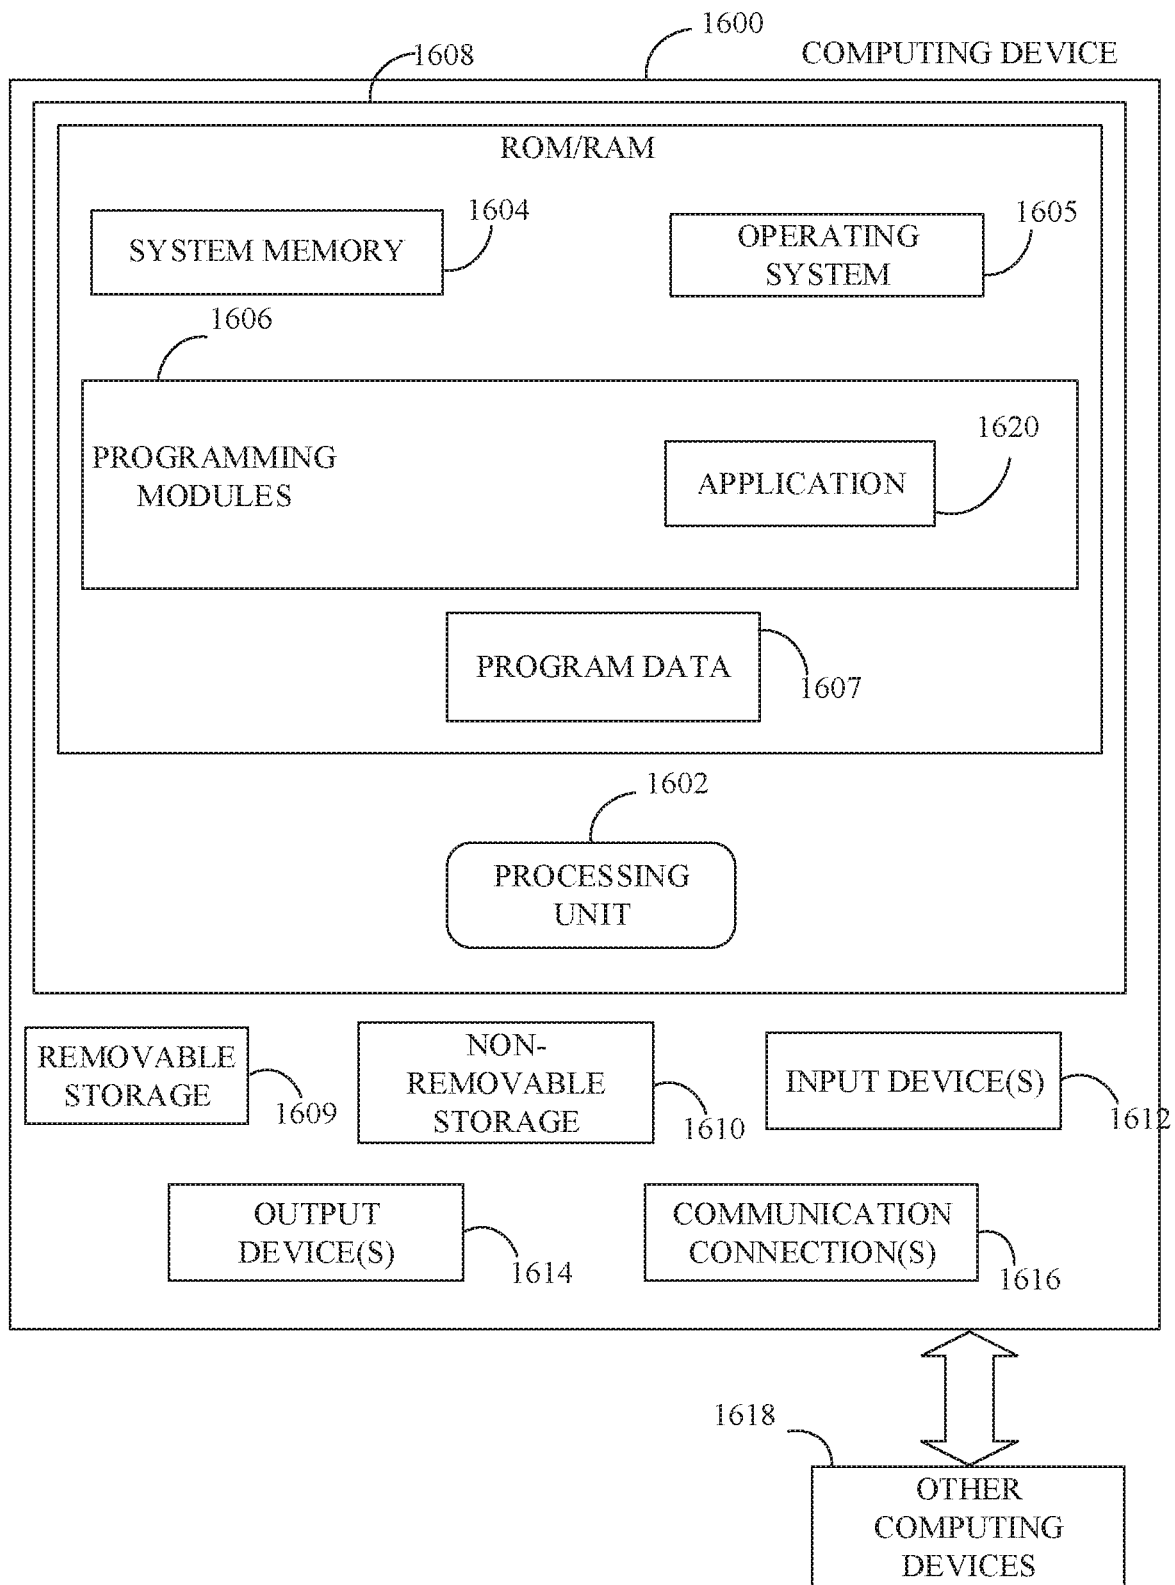 1600
COMPUTING DEVICE
1608
ROM/RAM
1604
SYSTEM MEMORY
1605
OPERATING
SYSTEM
1606
PROGRAMMING
MODULES
1620
APPLICATION
PROGRAM DATA
1607
1602
PROCESSING
UNIT
REMOVABLE
STORAGE
1609
NON-
REMOVABLE
STORAGE
1610
INPUT DEVICE(S)
1612
OUTPUT
DEVICE(S)
1614
COMMUNICATION
CONNECTION(S)
1616
1618
OTHER
COMPUTING
DEVICES